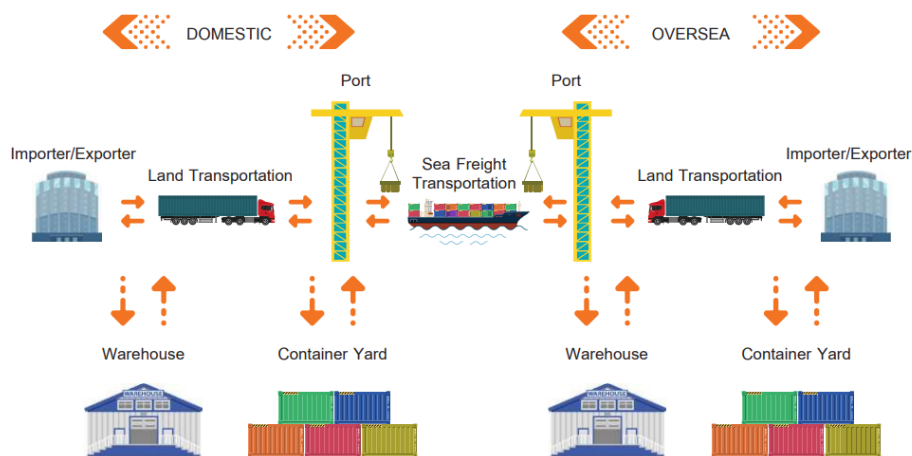 DOMESTIC
OVERSEA
Port
Port
Importer/Exporter
Land Transportation
Sea Freight
Transportation
Land Transportation
Importer/Exporter
Warehouse
Container Yard
Warehouse
Container Yard
WAREHOUSE
WAREHOUSE